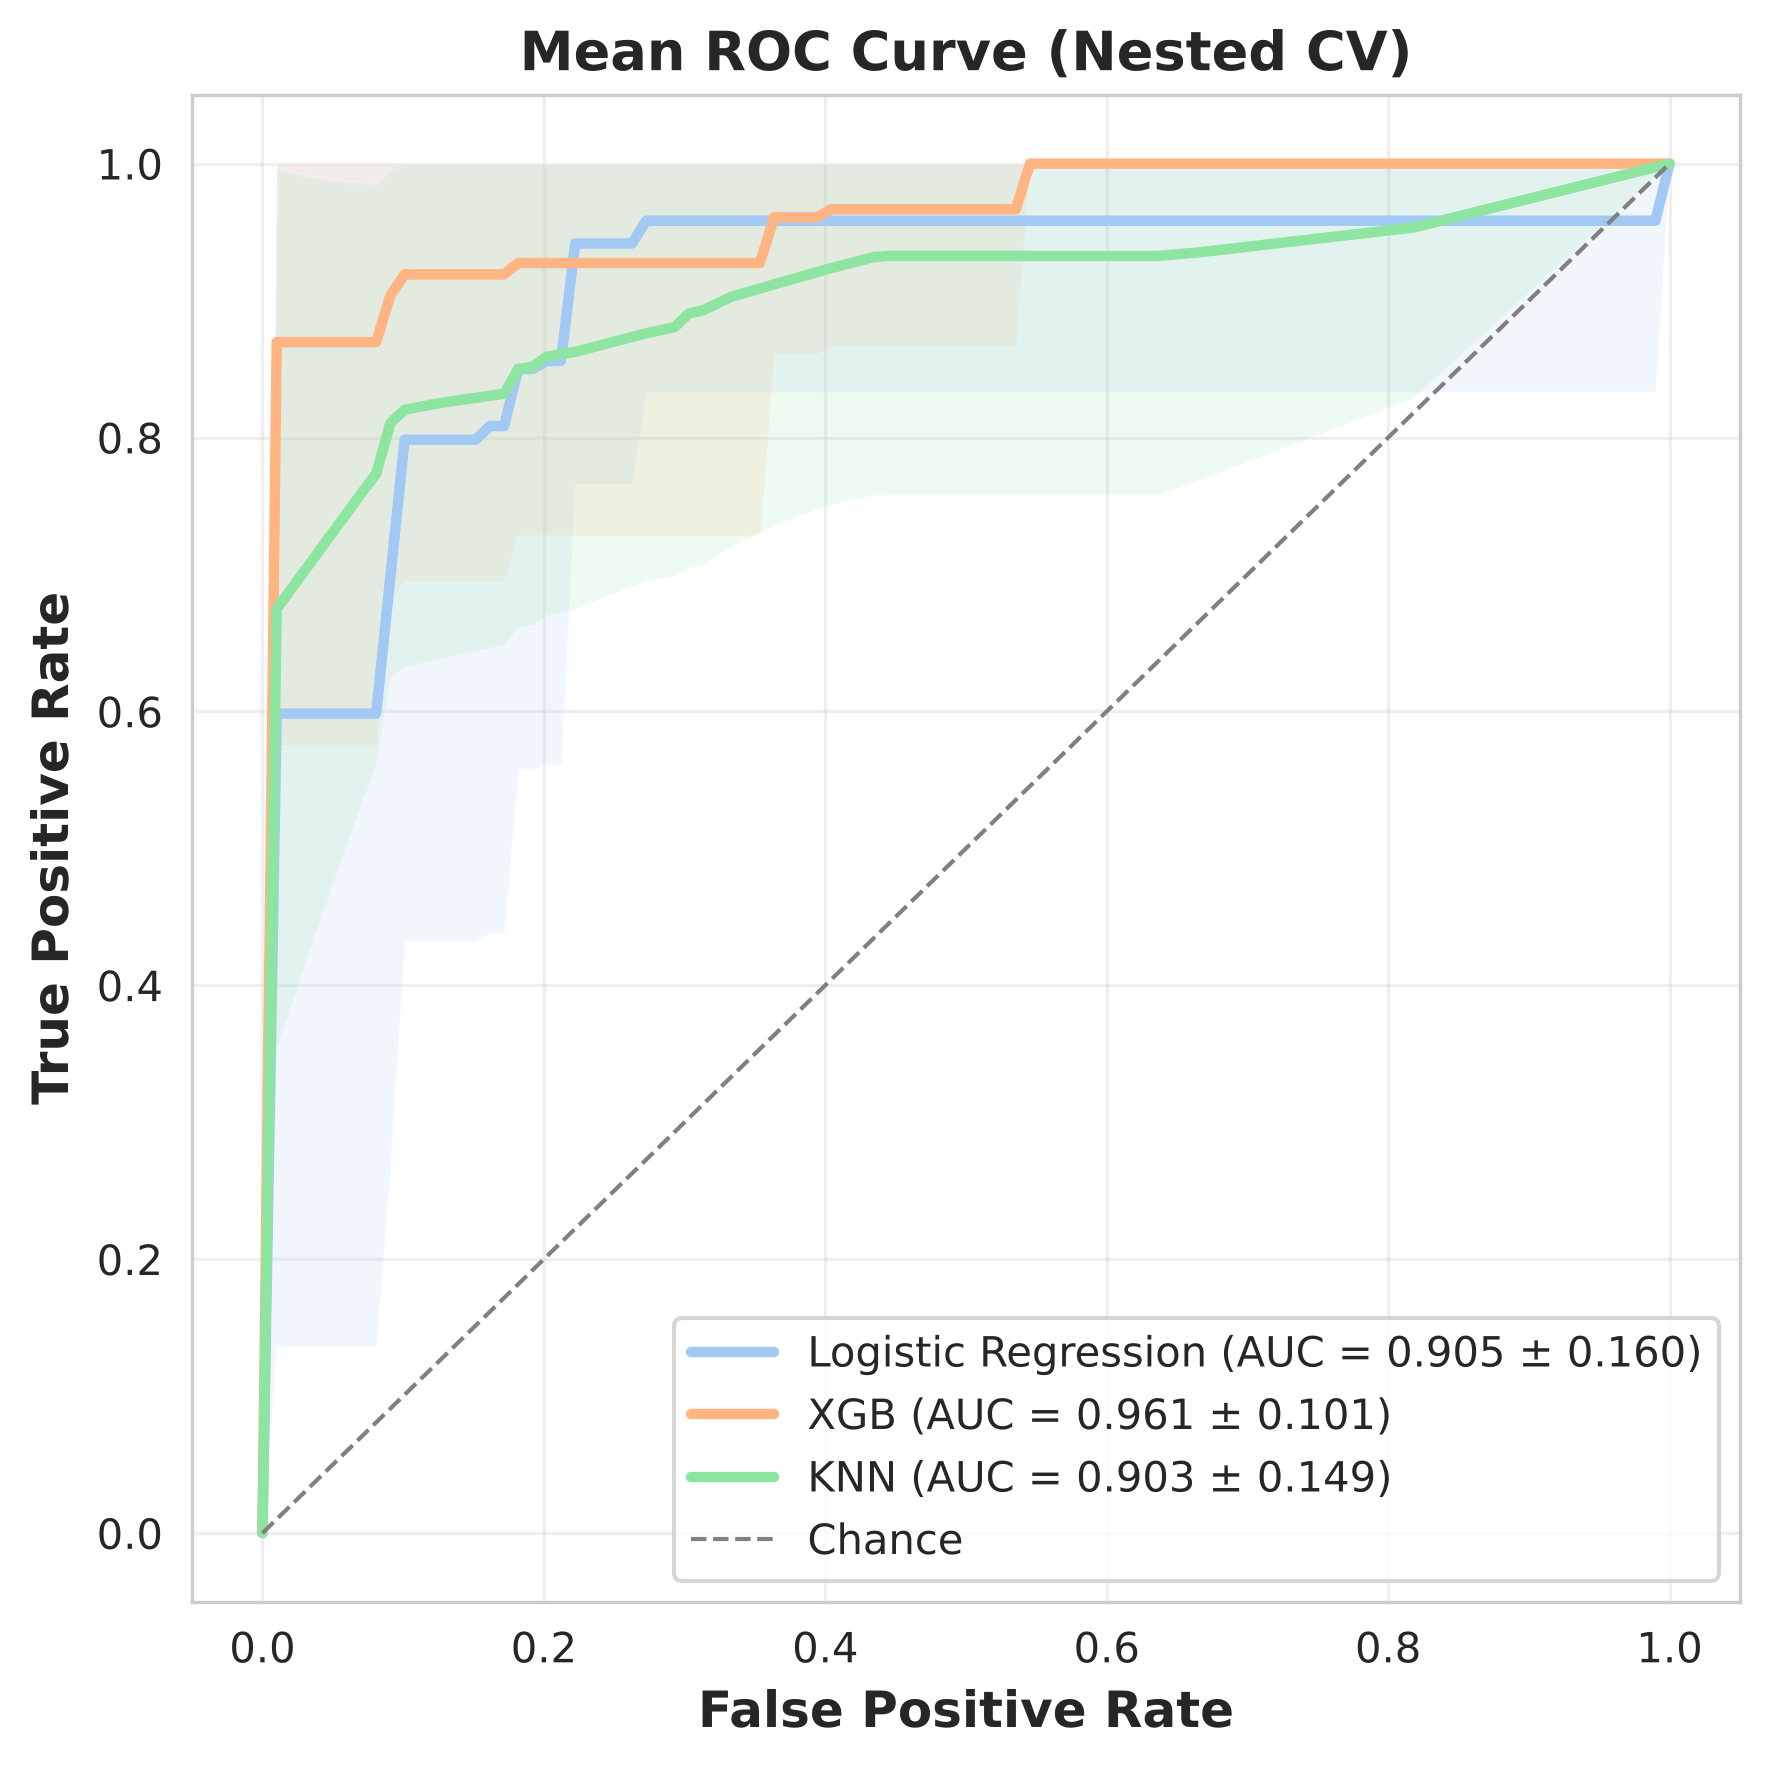 Mean ROC Curve (Nested CV)
True Positive Rate
1.0
0.8
0.6
0.4
0.2
0.0
Logistic Regression (AUC = 0.905 ± 0.160)
XGB (AUC = 0.961 ± 0.101)
KNN (AUC = 0.903 ± 0.149)
Chance
0.0 0.2 0.4 0.6 0.8 1.0
False Positive Rate